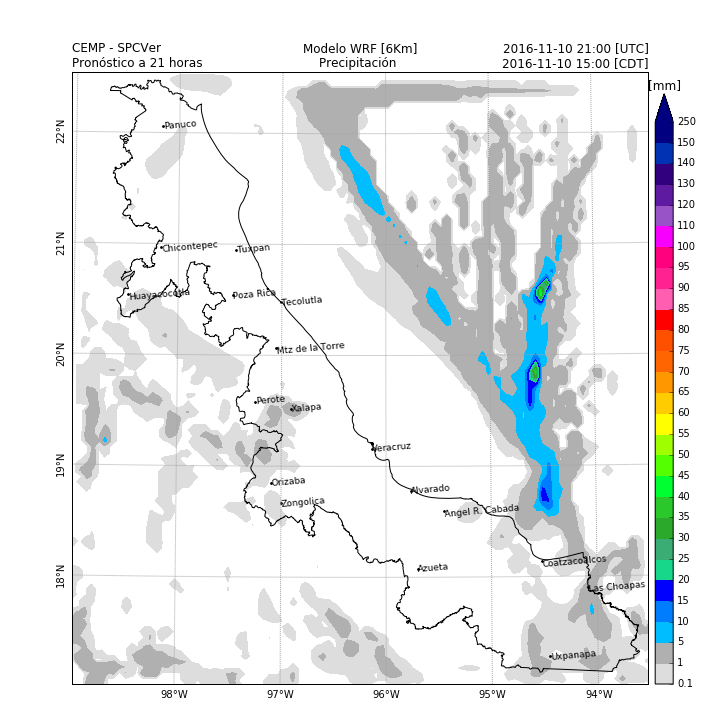 CEMP - SPCVer
Modelo WRF [6Km]
2016-11-10 21:00 [UTC]
Pronóstico a 21 horas
Precipitación
2016-11-10 15:00 [CDT]
[mm]
250
150
140
130
120
110
100
95
90
85
80
75
70
65
60
55
50
45
40
35
30
25
20
15
10
5
1
0.1
22°N
21°N
20°N
19°N
18°N
Panuco
Chicontepec
Tuxpan
Huayacocotla
Poza Rica
Tecolutla
Mtz de la Torre
Perote
Xalapa
Veracruz
Orizaba
Alvarado
Zongolica
Angel R. Cabada
Azueta
Coatzacoalcos
Las Choapas
Uxpanapa
98°W 97°W 96°W 95°W 94°W